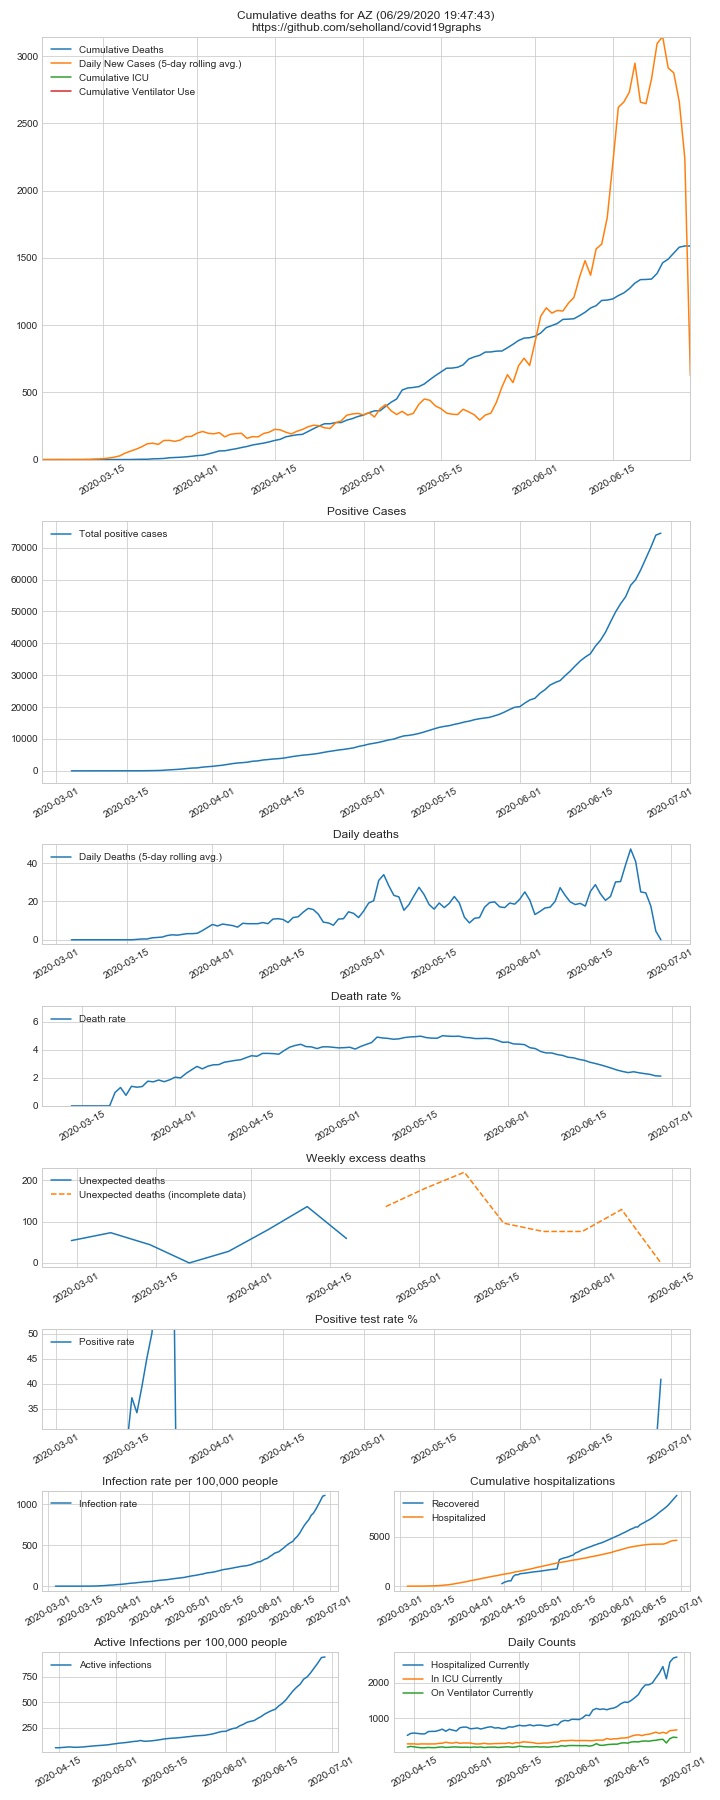 Cumulative deaths for AZ (06/29/2020 19:47:43)
https://github.com/seholland/covid19graphs
Cumulative Deaths
Daily New Cases (5-day rolling avg.)
Cumulative ICU
Cumulative Ventilator Use
3000
2500
2000
1500
1000
500
0
2020-03-15 2020-04-01 2020-04-15 2020-05-01 2020-05-15 2020-06-01 2020-06-15
Positive Cases
Total positive cases
70000
60000
50000
40000
30000
20000
10000
0
2020-03-01 2020-03-15 2020-04-01 2020-04-15 2020-05-01 2020-05-15 2020-06-01 2020-06-15 2020-07-01
Daily deaths
Daily Deaths (5-day rolling avg.)
40
20
0
2020-03-01 2020-03-15 2020-04-01 2020-04-15 2020-05-01 2020-05-15 2020-06-01 2020-06-15 2020-07-01
Death rate %
Death rate
6
4
2
0
2020-03-15 2020-04-01 2020-04-15 2020-05-01 2020-05-15 2020-06-01 2020-06-15 2020-07-01
Weekly excess deaths
Unexpected deaths
Unexpected deaths (incomplete data)
200
100
0
2020-03-01 2020-03-15 2020-04-01 2020-04-15 2020-05-01 2020-05-15 2020-06-01 2020-06-15
Positive test rate %
Positive rate
50
45
40
35
2020-03-01 2020-03-15 2020-04-01 2020-04-15 2020-05-01 2020-05-15 2020-06-01 2020-06-15 2020-07-01
Infection rate per 100,000 people
Infection rate
1000
500
0
2020-03-01 2020-03-15 2020-04-01 2020-04-15 2020-05-01 2020-05-15 2020-06-01 2020-06-15 2020-07-01
Cumulative hospitalizations
Recovered
Hospitalized
5000
0
2020-03-01 2020-03-15 2020-04-01 2020-04-15 2020-05-01 2020-05-15 2020-06-01 2020-06-15 2020-07-01
Active Infections per 100,000 people
Active infections
750
500
250
2020-04-15 2020-05-01 2020-05-15 2020-06-01 2020-06-15 2020-07-01
Daily Counts
Hospitalized Currently
In ICU Currently
On Ventilator Currently
2000
1000
2020-04-15 2020-05-01 2020-05-15 2020-06-01 2020-06-15 2020-07-01